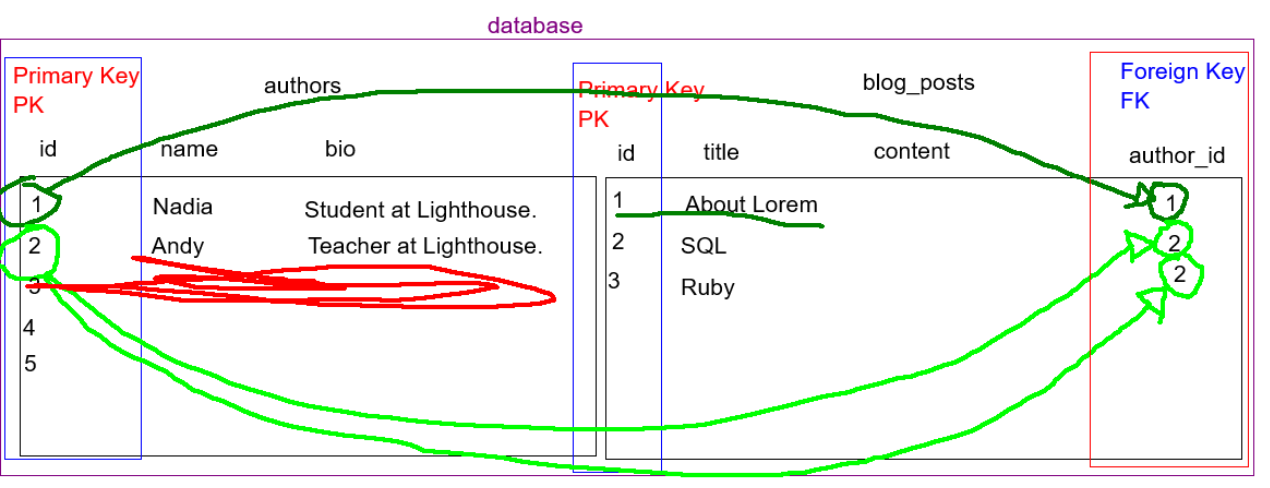 database
Primary Key
PK
authors
id
name
bio
1
Nadia
Student at Lighthouse.
2
Andy
Teacher at Lighthouse.
3
4
5
Primary Key
PK
blog_posts
Foreign Key
FK
id
title
content
author_id
1
About Lorem
1
2
SQL
2
3
Ruby
2